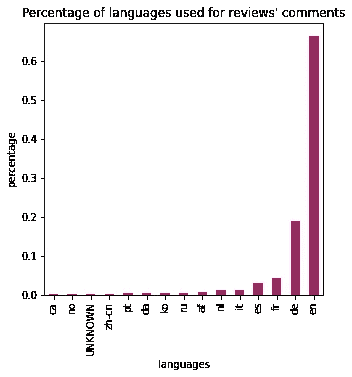 Percentage of languages used for reviews' comments
percentage
0.6
0.5
0.4
0.3
0.2
0.1
0.0
ca
no
UNKNOWN
zh-cn
pt
da
ko
ru
af
nl
it
es
fr
de
en
languages